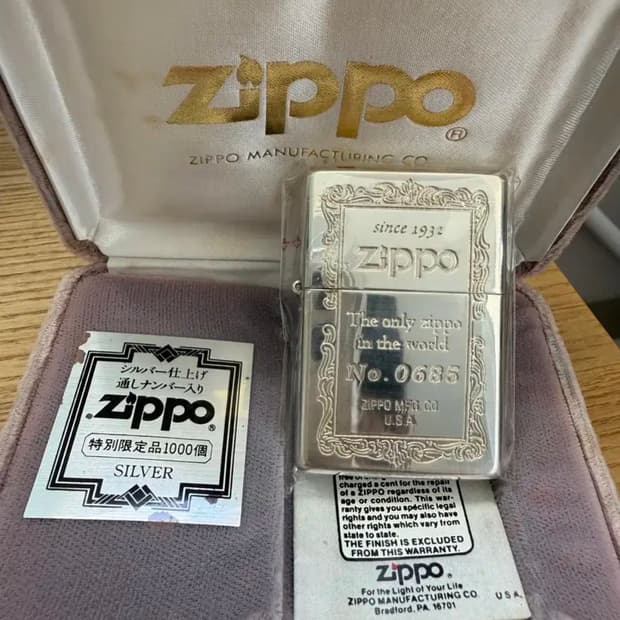 zippo
®
ZIPPO MANUFACTURING CO.
since 1932
zippo
The only zippo
in the world
No. 0685
ZIPPO MFG CO
U.S.A.
シルバー仕上げ
通しナンバー入り
zippo®
特別限定品1000個
SILVER
charged a cent for the repair
of a ZIPPO regardless of its
age or condition. This war-
ranty gives you specific legal
rights and you may also have
other rights which vary from
state to state.
THE FINISH IS EXCLUDED
FROM THIS WARRANTY.
zippo®
For the Light of Your Life
ZIPPO MANUFACTURING CO.
U.S.A.
Bradford, PA. 16701